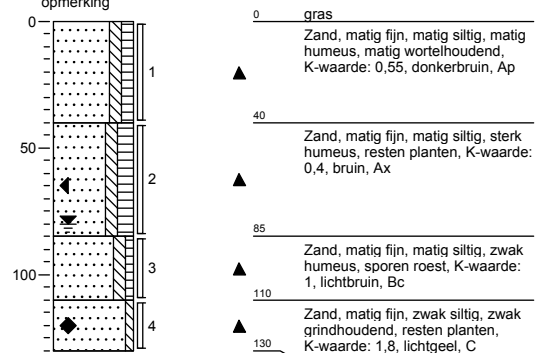 opmerking
0
50
100
1
2
3
4
0 gras
Zand, matig fijn, matig siltig, matig
humeus, matig wortelhoudend,
K-waarde: 0,55, donkerbruin, Ap
40
Zand, matig fijn, matig siltig, sterk
humeus, resten planten, K-waarde:
0,4, bruin, Ax
85
Zand, matig fijn, matig siltig, zwak
humeus, sporen roest, K-waarde:
1, lichtbruin, Bc
110
Zand, matig fijn, zwak siltig, zwak
grindhoudend, resten planten,
K-waarde: 1,8, lichtgeel, C
130